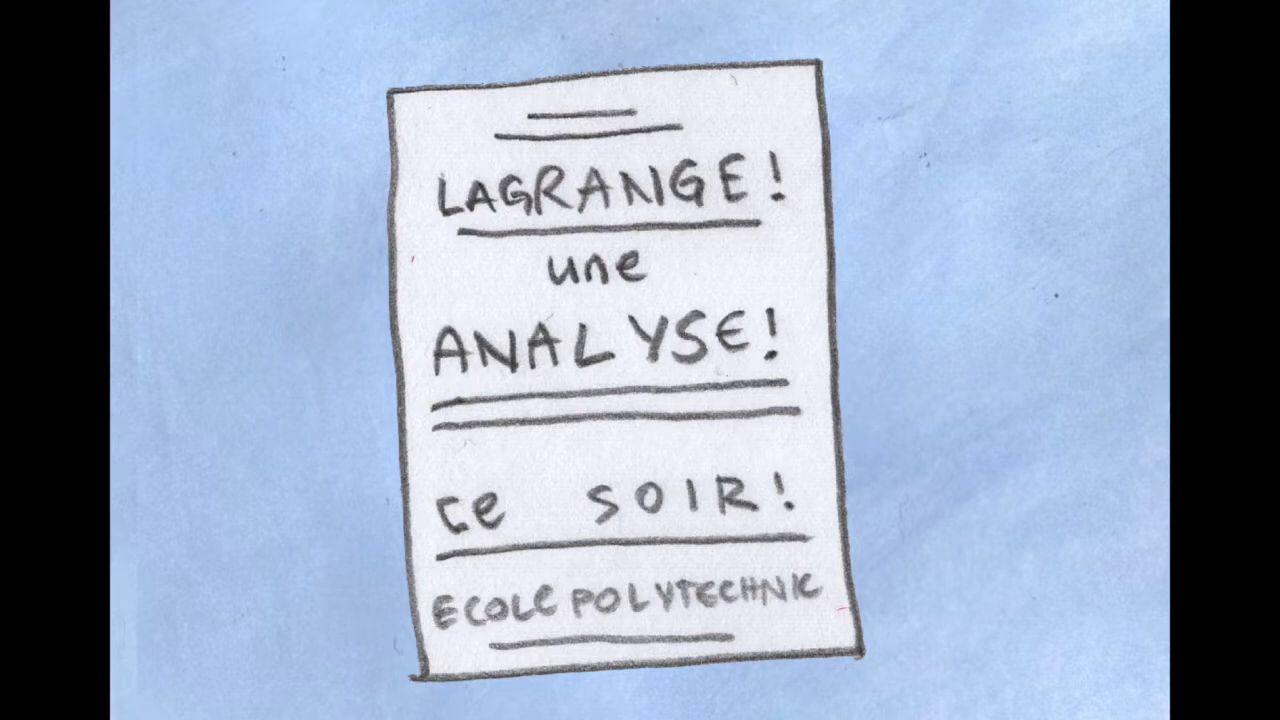 LAGRANGE!
une
ANALYSE!
ce SOIR!
ECOLE POLYTECHNIC